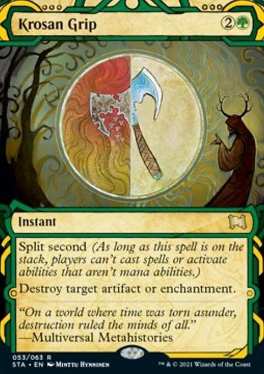 Krosan Grip 2
Instant
Split second (As long as this spell is on the
stack, players can't cast spells or activate
abilities that aren't mana abilities.)
Destroy target artifact or enchantment.
"On a world where time was torn asunder,
destruction ruled the minds of all."
—Multiversal Metahistories
053/063 R
STA • EN MINTTU HYNNINEN
™ & © 2021 Wizards of the Coast